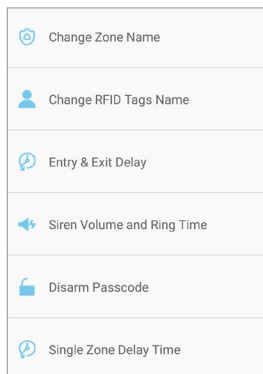 Change Zone Name
Change RFID Tags Name
Entry & Exit Delay
Siren Volume and Ring Time
Disarm Passcode
Single Zone Delay Time